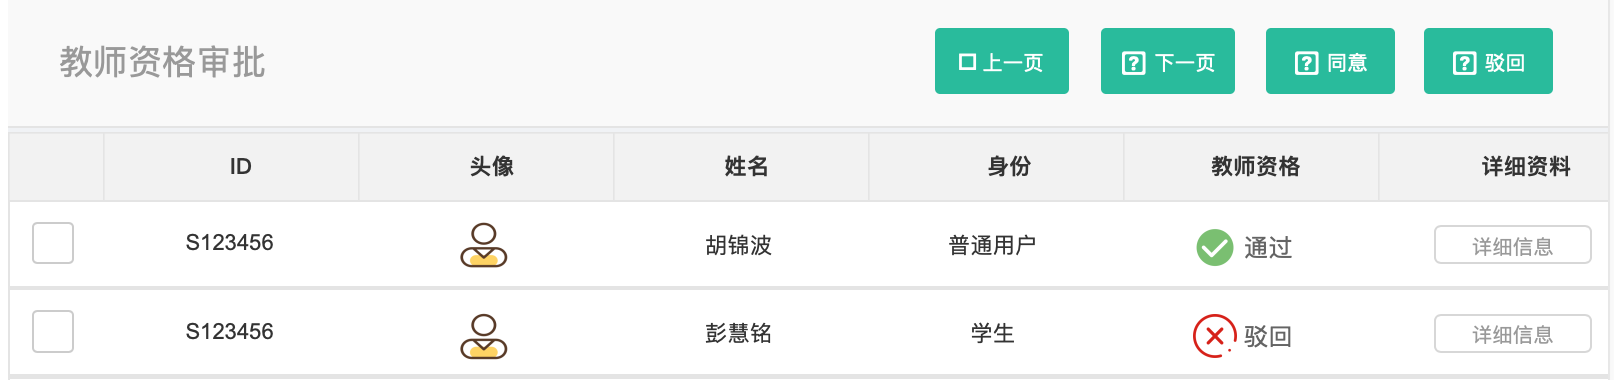 教师资格审批 上一页 下一页 同意 驳回
ID 头像 姓名 身份 教师资格 详细资料
S123456 胡锦波 普通用户 通过 详细信息
S123456 彭慧铭 学生 驳回 详细信息